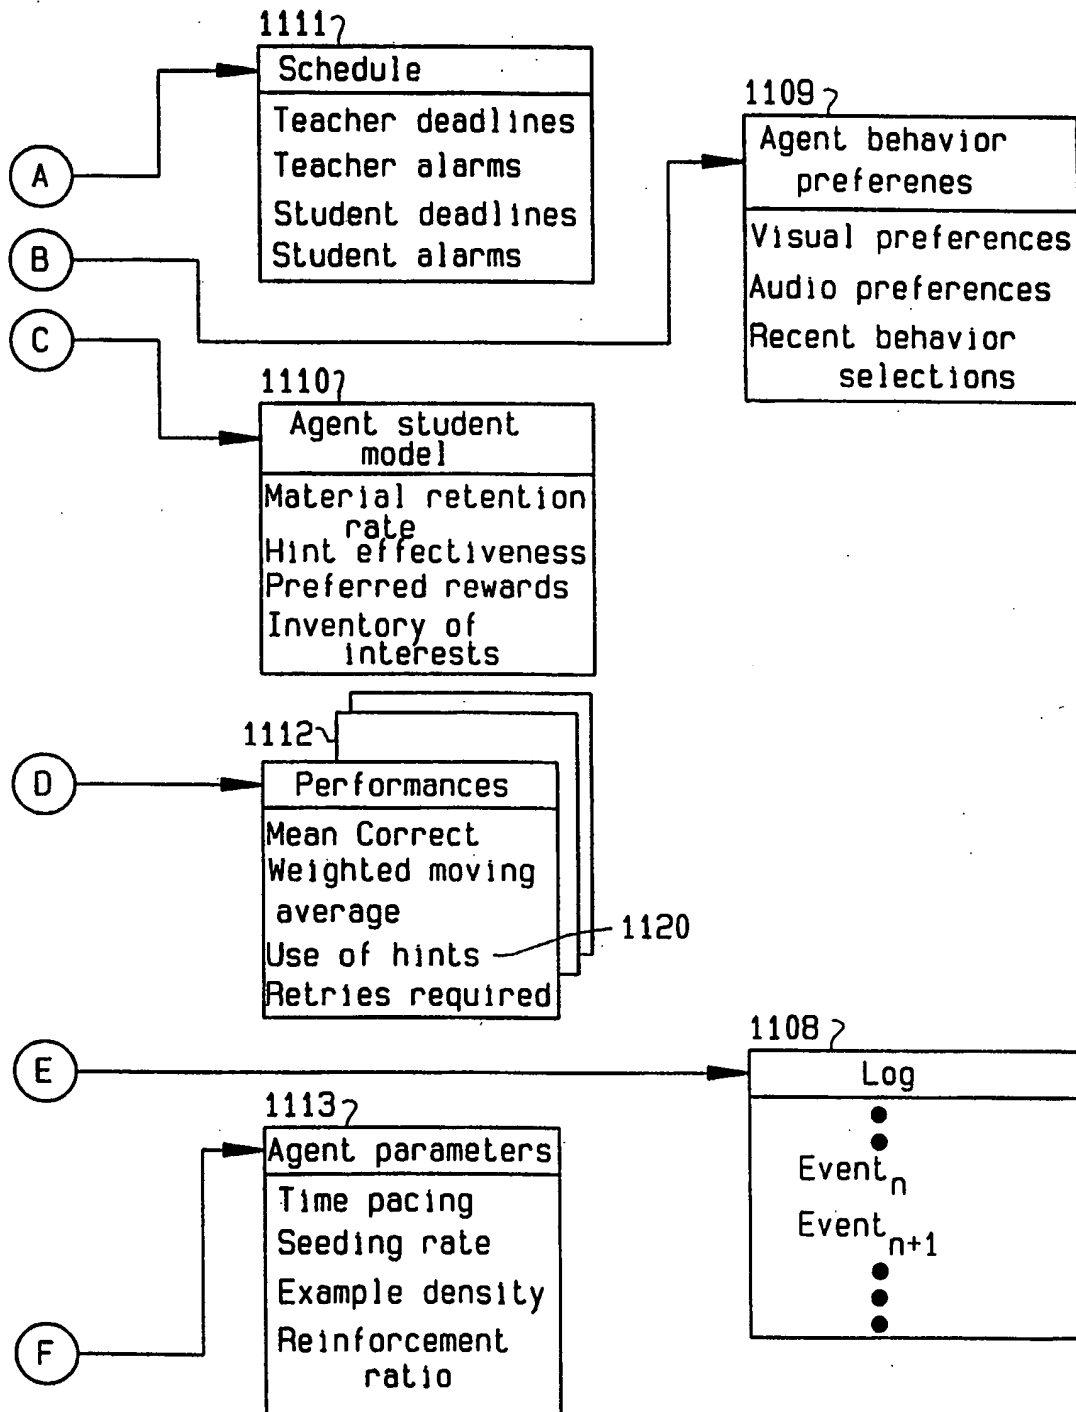 1111
Schedule
Teacher deadlines
Teacher alarms
Student deadlines
Student alarms
1109
Agent behavior
preferenes
Visual preferences
Audio preferences
Recent behavior
selections
A
B
C
1110
Agent student
model
Material retention
rate
Hint effectiveness
Preferred rewards
Inventory of
interests
1112
D
Performances
Mean Correct
Weighted moving
average
Use of hints
1120
Retries required
E
1108
Log
Event n
Event n+1
1113
Agent parameters
Time pacing
Seeding rate
Example density
Reinforcement
ratio
F